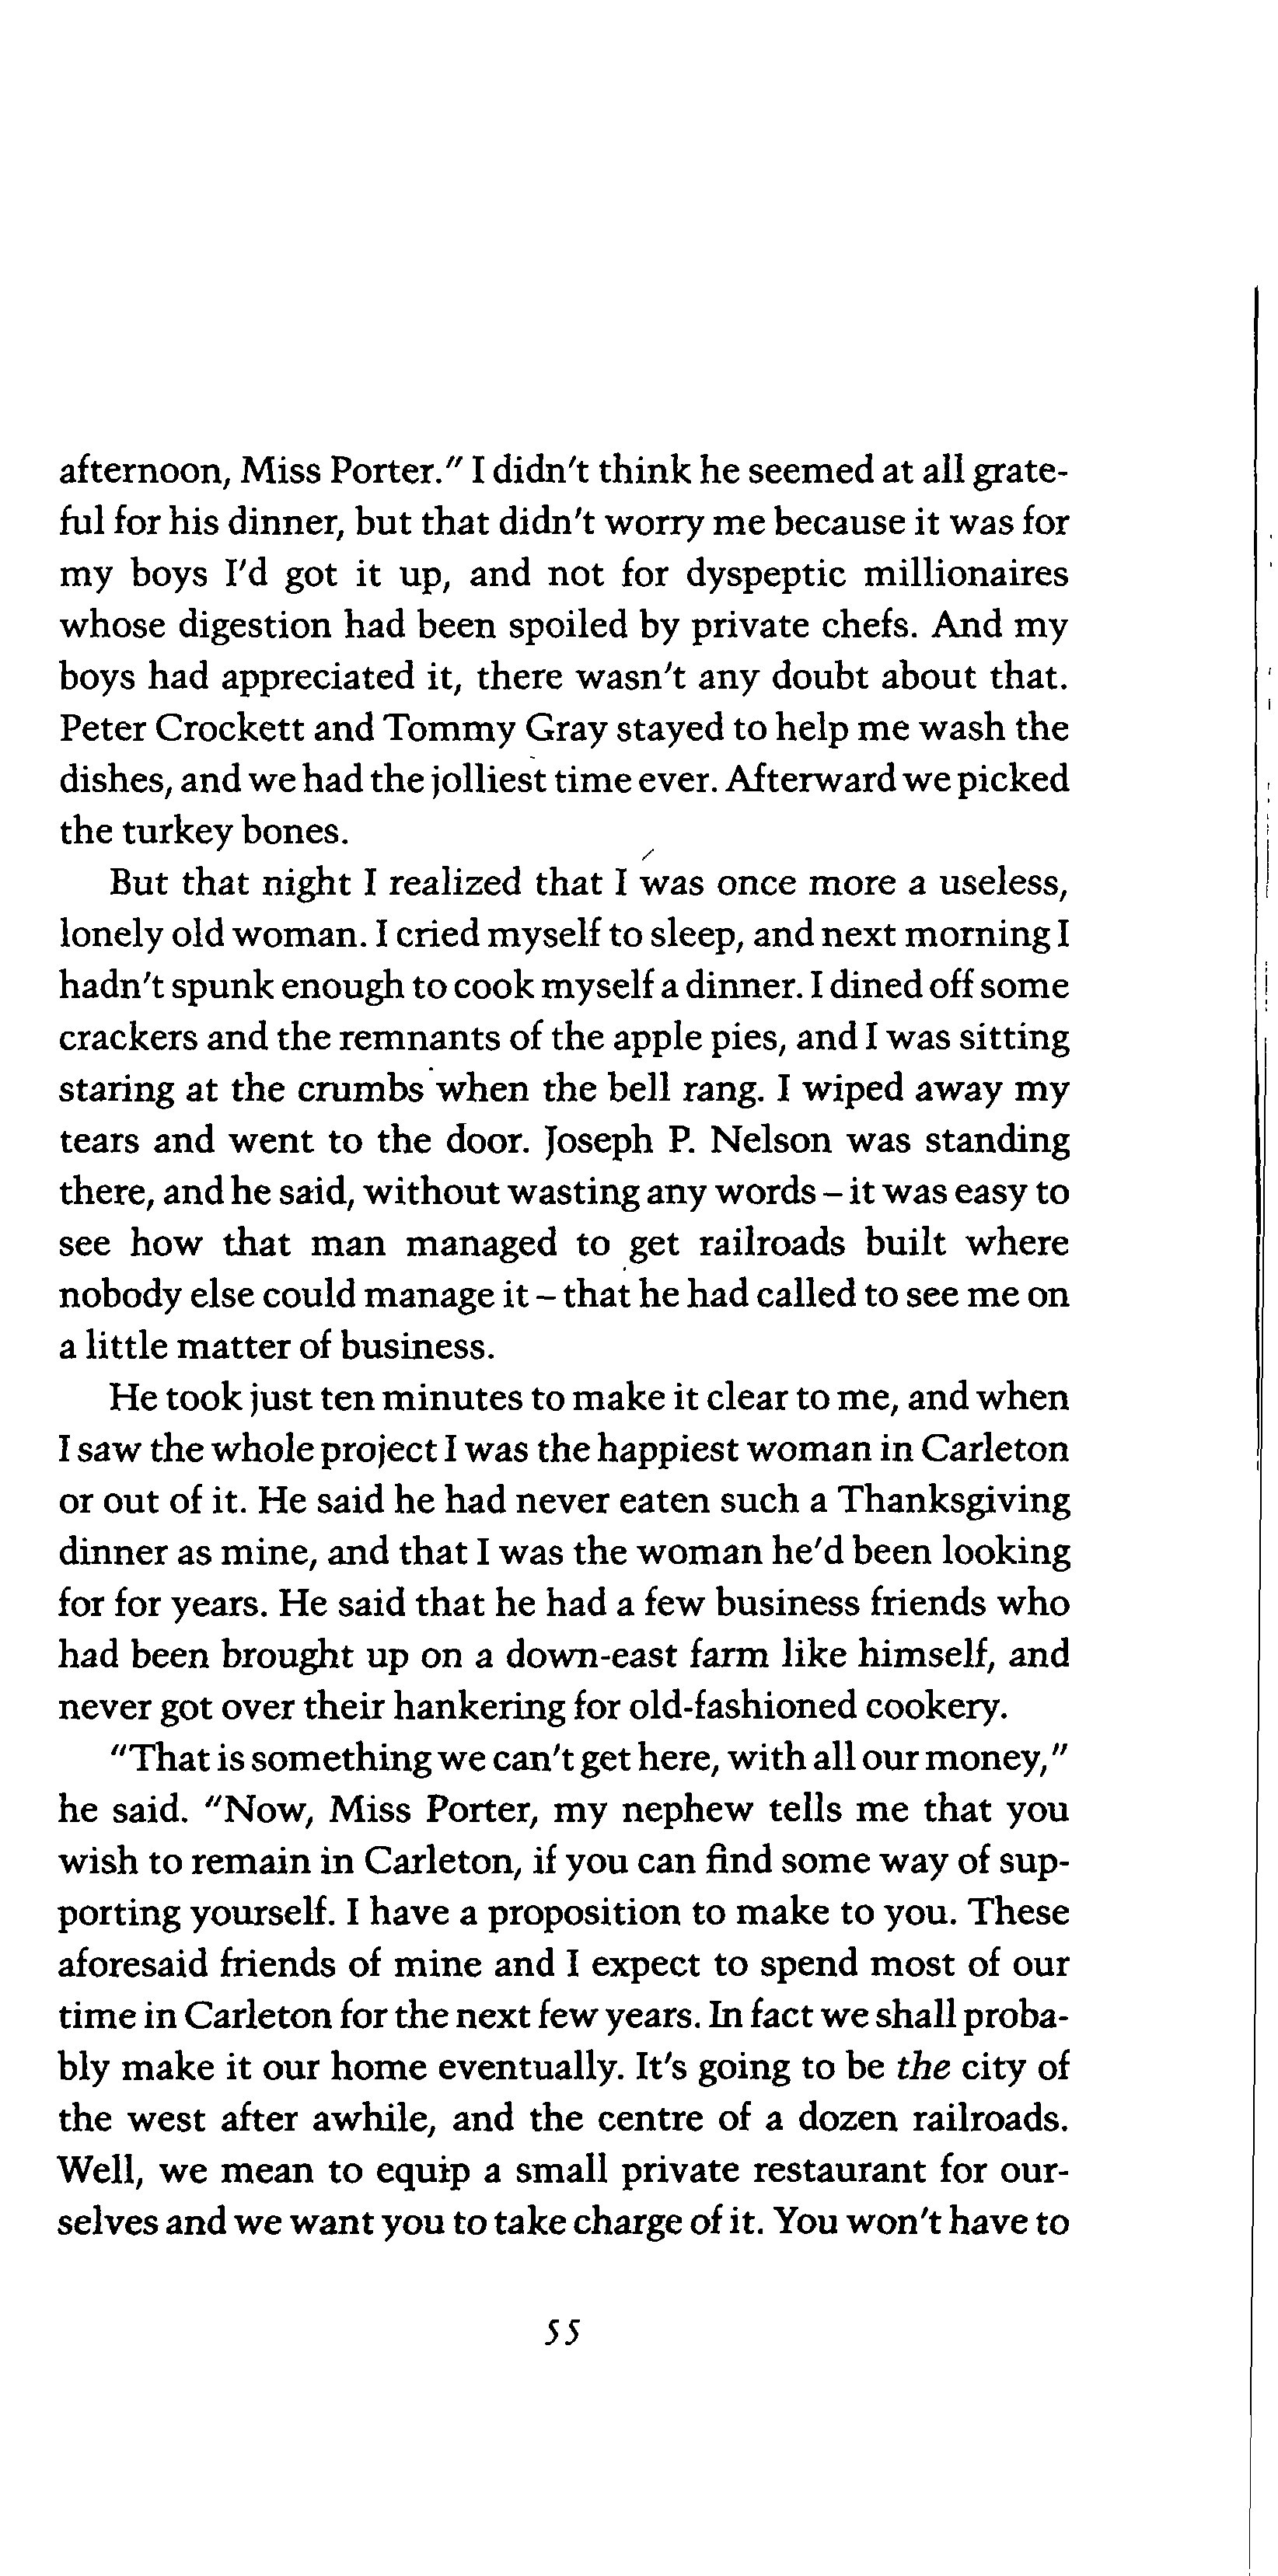 afternoon, Miss Porter." I didn't think he seemed at all grate-
ful for his dinner, but that didn't worry me because it was for
my boys I'd got it up, and not for dyspeptic millionaires
whose digestion had been spoiled by private chefs. And my
boys had appreciated it, there wasn't any doubt about that.
Peter Crockett and Tommy Gray stayed to help me wash the
dishes, and we had the jolliest time ever. Afterward we picked
the turkey bones.
But that night I realized that I was once more a useless,
lonely old woman. I cried myself to sleep, and next morning I
hadn't spunk enough to cook myself a dinner. I dined off some
crackers and the remnants of the apple pies, and I was sitting
staring at the crumbs when the bell rang. I wiped away my
tears and went to the door. Joseph P. Nelson was standing
there, and he said, without wasting any words – it was easy to
see how that man managed to get railroads built where
nobody else could manage it – that he had called to see me on
a little matter of business.
He took just ten minutes to make it clear to me, and when
I saw the whole project I was the happiest woman in Carleton
or out of it. He said he had never eaten such a Thanksgiving
dinner as mine, and that I was the woman he'd been looking
for for years. He said that he had a few business friends who
had been brought up on a down-east farm like himself, and
never got over their hankering for old-fashioned cookery.
"That is something we can't get here, with all our money,"
he said. "Now, Miss Porter, my nephew tells me that you
wish to remain in Carleton, if you can find some way of sup-
porting yourself. I have a proposition to make to you. These
aforesaid friends of mine and I expect to spend most of our
time in Carleton for the next few years. In fact we shall proba-
bly make it our home eventually. It's going to be the city of
the west after awhile, and the centre of a dozen railroads.
Well, we mean to equip a small private restaurant for our-
selves and we want you to take charge of it. You won't have to
55